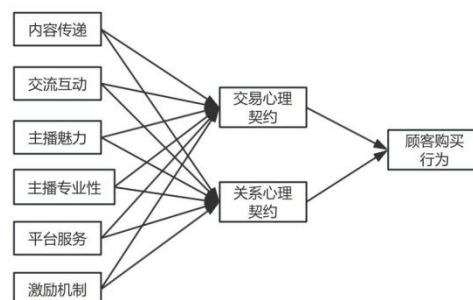 内容传递
交流互动
主播魅力
主播专业性
平台服务
激励机制
交易心理
契约
关系心理
契约
顾客购买
行为